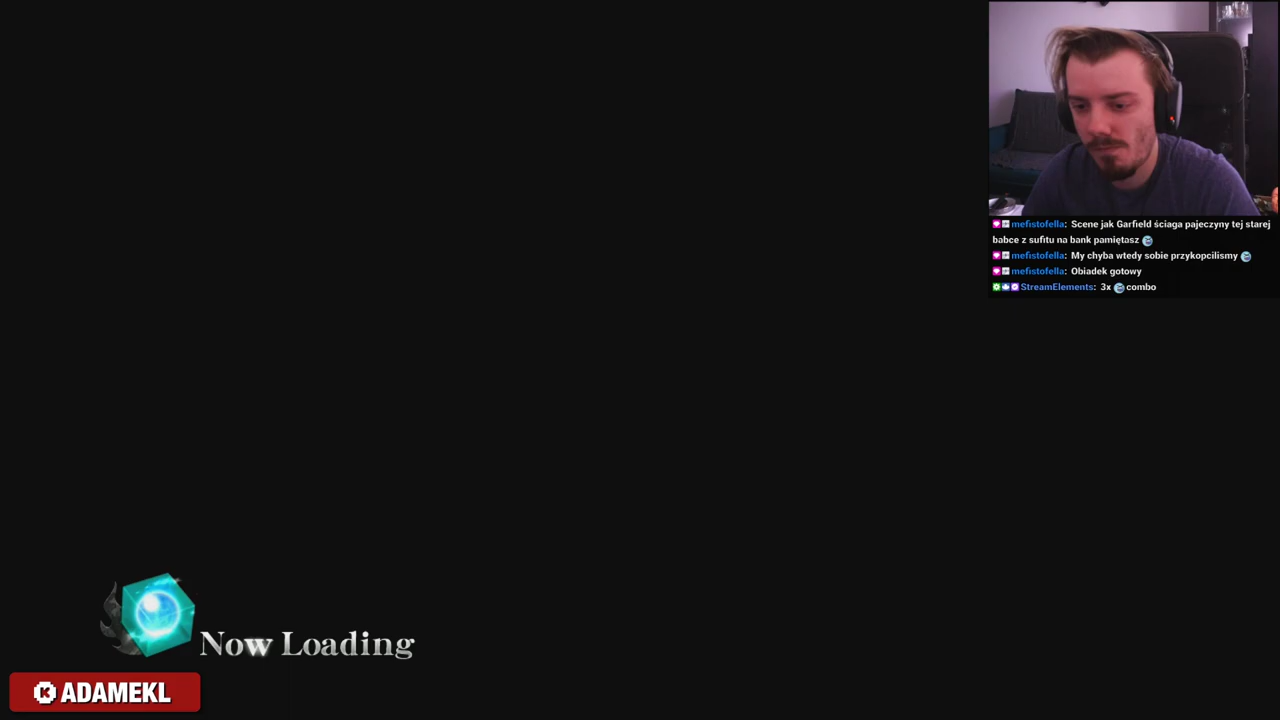 mefistofella: Scene jak Garfield ściaga pajeczyny tej starej
babce z sufitu na bank pamiętasz
mefistofella: My chyba wtedy sobie przykopcilismy
mefistofella: Obiadek gotowy
StreamElements: 3x combo
Now Loading
ADAMEKL